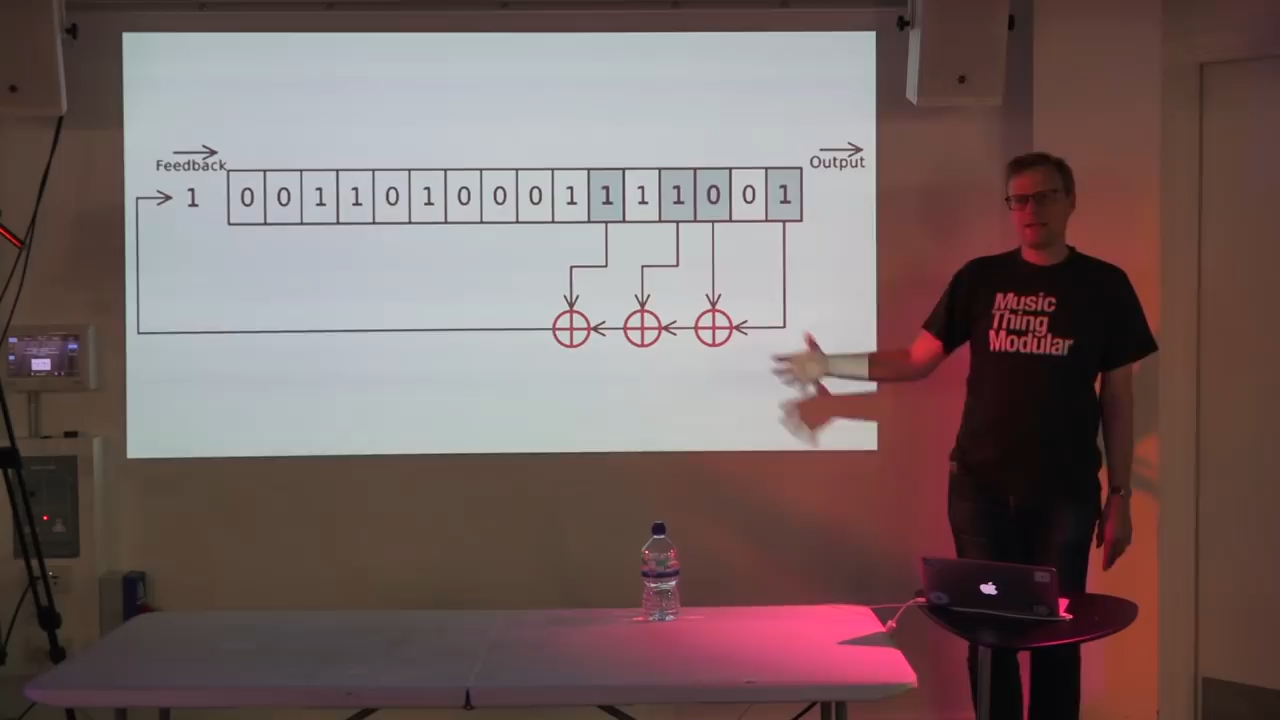 Feedback
Output
1 0 0 1 1 0 1 0 0 0 1 1 1 1 0 0 1
Music
Thing
Modular